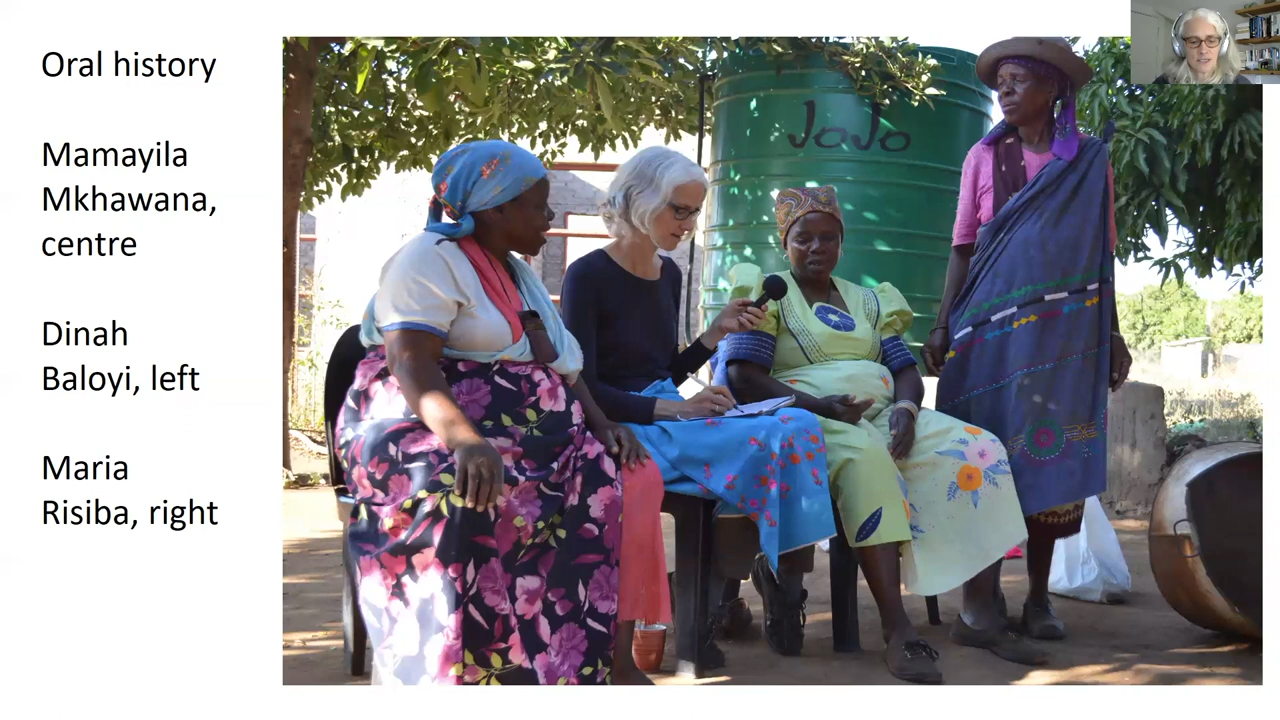 Oral history
Mamayila
Mkhawana,
centre
Dinah
Baloyi, left
Maria
Risiba, right
JoJo